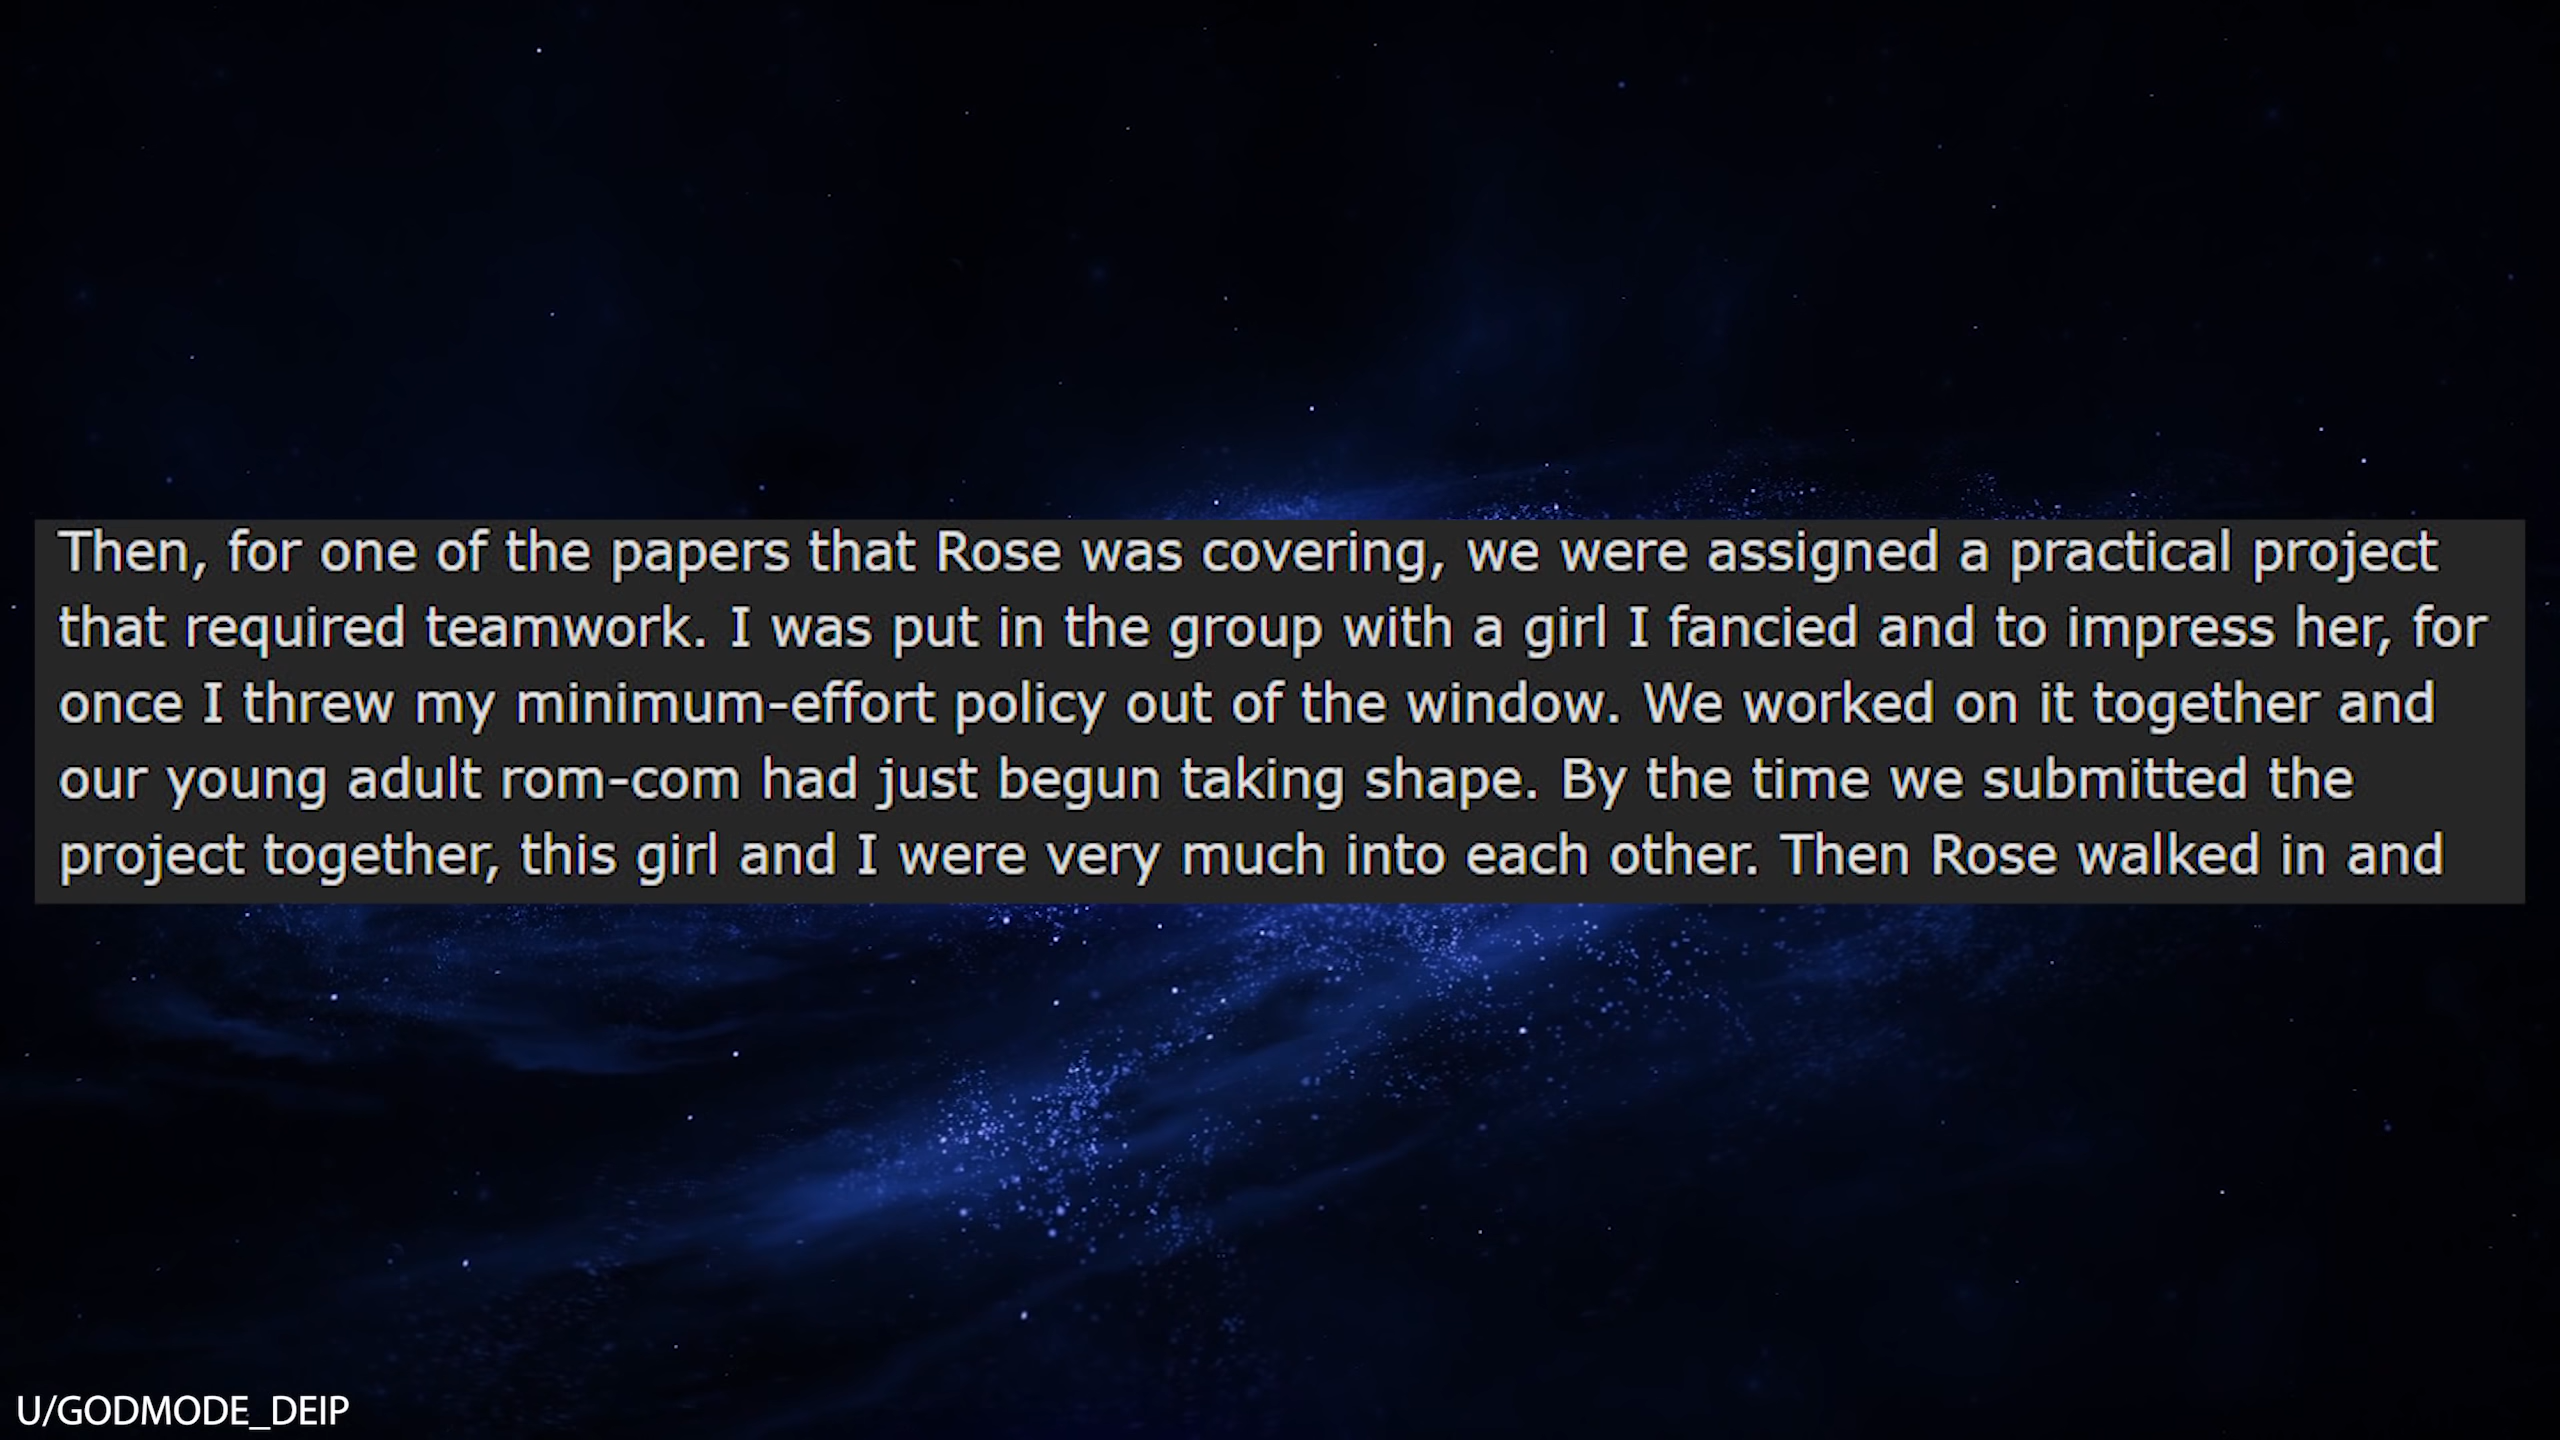 Then, for one of the papers that Rose was covering, we were assigned a practical project
that required teamwork. I was put in the group with a girl I fancied and to impress her, for
once I threw my minimum-effort policy out of the window. We worked on it together and
our young adult rom-com had just begun taking shape. By the time we submitted the
project together, this girl and I were very much into each other. Then Rose walked in and
U/GODMODE_DEIP